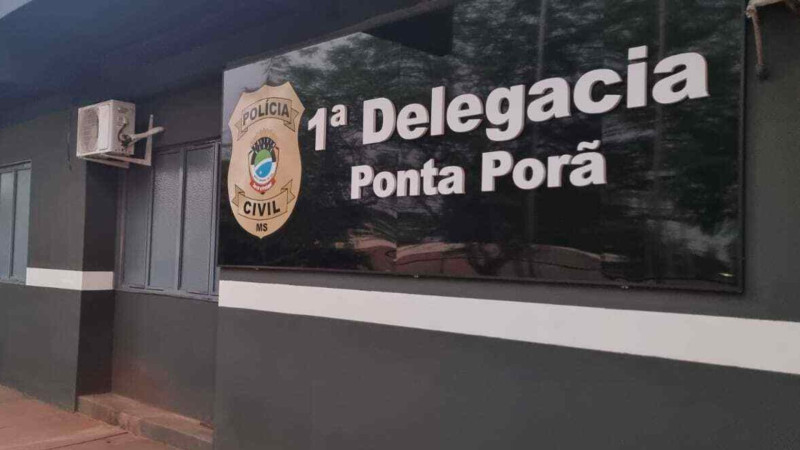 POLÍCIA
CIVIL
MS
1ª Delegacia
Ponta Porã